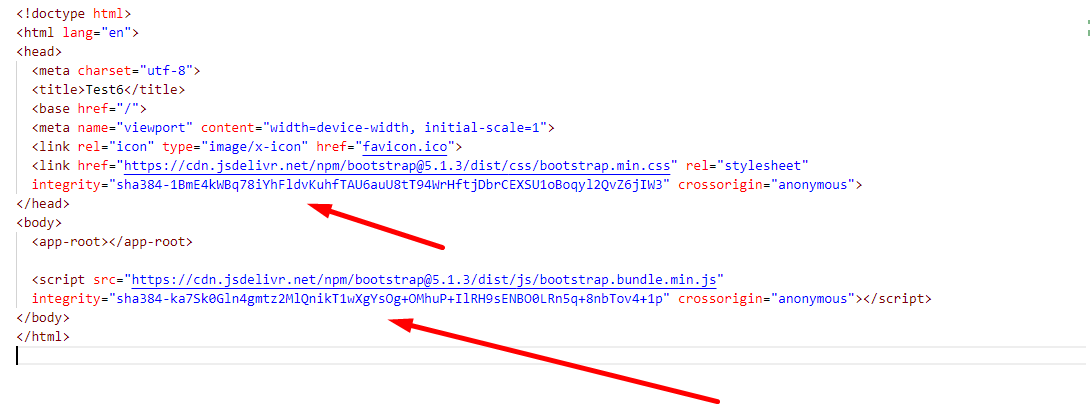 <!doctype html>
<html lang="en">
<head>
<meta charset="utf-8">
<title>Test6</title>
<base href="/">
<meta name="viewport" content="width=device-width, initial-scale=1">
<link rel="icon" type="image/x-icon" href="favicon.ico">
<link href="https://cdn.jsdelivr.net/npm/bootstrap@5.1.3/dist/css/bootstrap.min.css" rel="stylesheet"
integrity="sha384-1BmE4kWBq78iYhFldvKuhfTAU6auU8tT94WrHftjDbrCEXSU1oBoqyl2QvZ6jIW3" crossorigin="anonymous">
</head>
<body>
<app-root></app-root>
<script src="https://cdn.jsdelivr.net/npm/bootstrap@5.1.3/dist/js/bootstrap.bundle.min.js"
integrity="sha384-ka7Sk0Gln4gmtz2MlQnikT1wXgYsOg+OMhuP+IlRH9sENBO0LRn5q+8nbTov4+1p" crossorigin="anonymous"></script>
</body>
</html>